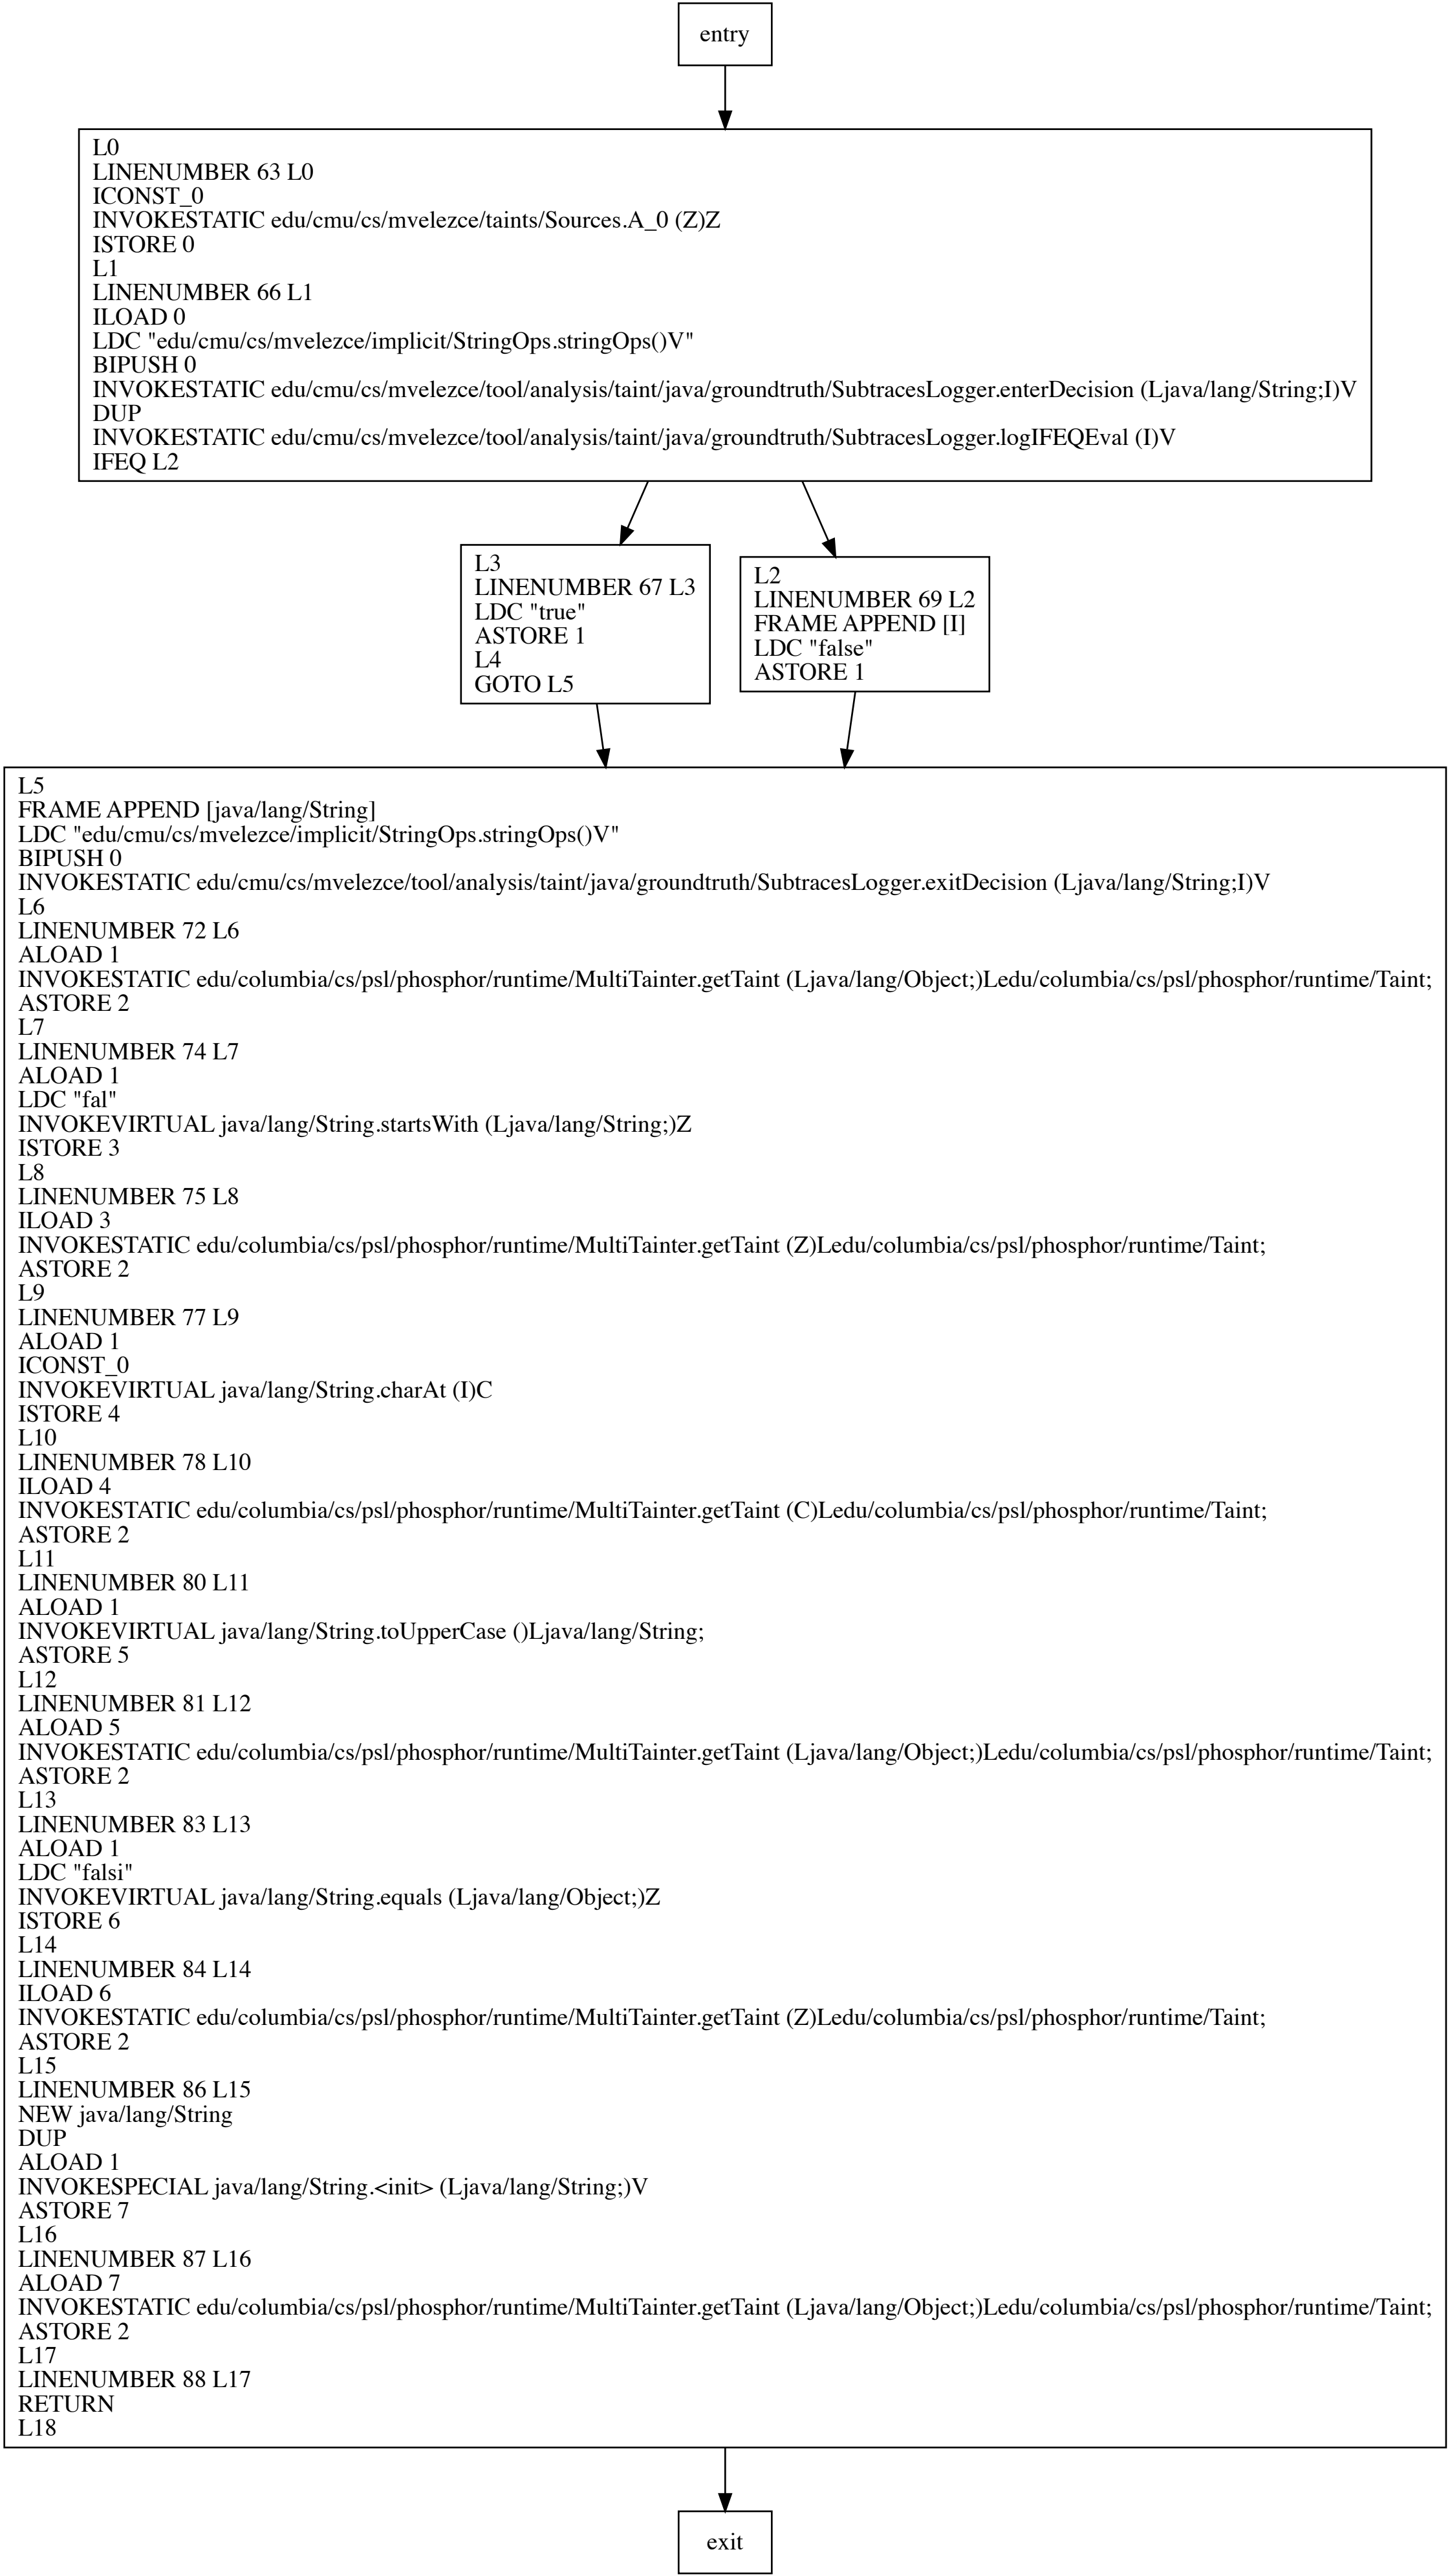 entry
L0
LINENUMBER 63 L0
ICONST_0
INVOKESTATIC edu/cmu/cs/mvelezce/taints/Sources.A_0 (Z)Z
ISTORE 0
L1
LINENUMBER 66 L1
ILOAD 0
LDC "edu/cmu/cs/mvelezce/implicit/StringOps.stringOps()V"
BIPUSH 0
INVOKESTATIC edu/cmu/cs/mvelezce/tool/analysis/taint/java/groundtruth/SubtracesLogger.enterDecision (Ljava/lang/String;I)V
DUP
INVOKESTATIC edu/cmu/cs/mvelezce/tool/analysis/taint/java/groundtruth/SubtracesLogger.logIFEQEval (I)V
IFEQ L2
L3
LINENUMBER 67 L3
LDC "true"
ASTORE 1
L4
GOTO L5
L2
LINENUMBER 69 L2
FRAME APPEND [I]
LDC "false"
ASTORE 1
L5
FRAME APPEND [java/lang/String]
LDC "edu/cmu/cs/mvelezce/implicit/StringOps.stringOps()V"
BIPUSH 0
INVOKESTATIC edu/cmu/cs/mvelezce/tool/analysis/taint/java/groundtruth/SubtracesLogger.exitDecision (Ljava/lang/String;I)V
L6
LINENUMBER 72 L6
ALOAD 1
INVOKESTATIC edu/columbia/cs/psl/phosphor/runtime/MultiTainter.getTaint (Ljava/lang/Object;)Ledu/columbia/cs/psl/phosphor/runtime/Taint;
ASTORE 2
L7
LINENUMBER 74 L7
ALOAD 1
LDC "fal"
INVOKEVIRTUAL java/lang/String.startsWith (Ljava/lang/String;)Z
ISTORE 3
L8
LINENUMBER 75 L8
ILOAD 3
INVOKESTATIC edu/columbia/cs/psl/phosphor/runtime/MultiTainter.getTaint (Z)Ledu/columbia/cs/psl/phosphor/runtime/Taint;
ASTORE 2
L9
LINENUMBER 77 L9
ALOAD 1
ICONST_0
INVOKEVIRTUAL java/lang/String.charAt (I)C
ISTORE 4
L10
LINENUMBER 78 L10
ILOAD 4
INVOKESTATIC edu/columbia/cs/psl/phosphor/runtime/MultiTainter.getTaint (C)Ledu/columbia/cs/psl/phosphor/runtime/Taint;
ASTORE 2
L11
LINENUMBER 80 L11
ALOAD 1
INVOKEVIRTUAL java/lang/String.toUpperCase ()Ljava/lang/String;
ASTORE 5
L12
LINENUMBER 81 L12
ALOAD 5
INVOKESTATIC edu/columbia/cs/psl/phosphor/runtime/MultiTainter.getTaint (Ljava/lang/Object;)Ledu/columbia/cs/psl/phosphor/runtime/Taint;
ASTORE 2
L13
LINENUMBER 83 L13
ALOAD 1
LDC "falsi"
INVOKEVIRTUAL java/lang/String.equals (Ljava/lang/Object;)Z
ISTORE 6
L14
LINENUMBER 84 L14
ILOAD 6
INVOKESTATIC edu/columbia/cs/psl/phosphor/runtime/MultiTainter.getTaint (Z)Ledu/columbia/cs/psl/phosphor/runtime/Taint;
ASTORE 2
L15
LINENUMBER 86 L15
NEW java/lang/String
DUP
ALOAD 1
INVOKESPECIAL java/lang/String.<init> (Ljava/lang/String;)V
ASTORE 7
L16
LINENUMBER 87 L16
ALOAD 7
INVOKESTATIC edu/columbia/cs/psl/phosphor/runtime/MultiTainter.getTaint (Ljava/lang/Object;)Ledu/columbia/cs/psl/phosphor/runtime/Taint;
ASTORE 2
L17
LINENUMBER 88 L17
RETURN
L18
exit